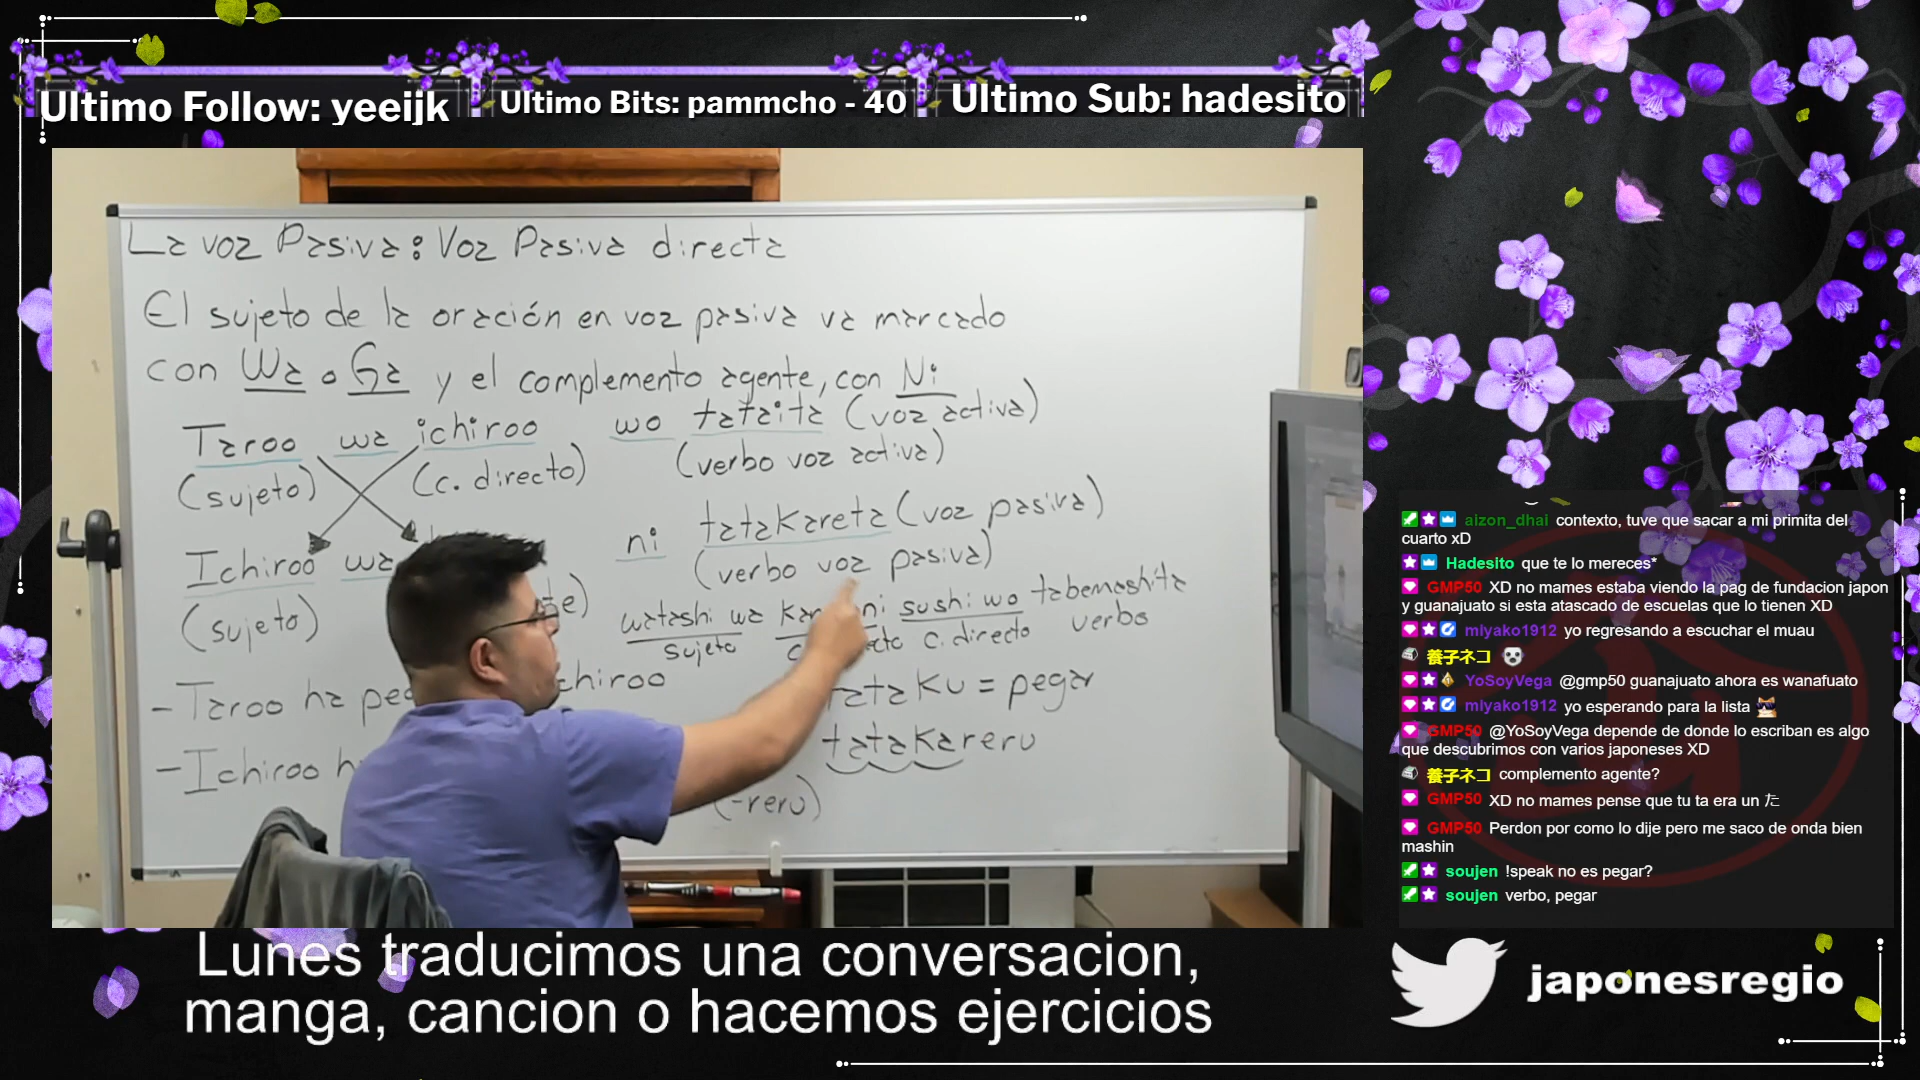 Ultimo Follow: yeeijk
Ultimo Bits: pammcho - 40
Ultimo Sub: hadesito
La voz Pasiva: Voz Pasiva directa
El sujeto de la oración en voz pasiva va marcado
con Wa o Ga y el complemento agente, con Ni
Taroo wa ichiroo wo tataita (voz activa)
(sujeto) (c. directo) (verbo voz activa)
Ichiroo wa ni tatakareta (voz pasiva)
(sujeto) (verbo voz pasiva)
watashi wa ni sushi wo tabemashita
sujeto c. directo verbo
- Taroo ha
- Ichiroo
tataku = pegar
tatakareru
(-reru)
aizon_dhai contexto, tuve que sacar a mi primita del
cuarto xD
Hadesito que te lo mereces*
GMP50 XD no mames estaba viendo la pag de fundacion japon
y guanajuato si esta atascado de escuelas que lo tienen XD
miyako1912 yo regresando a escuchar el muau
養子ネコ
YoSoyVega @gmp50 guanajuato ahora es wanafuato
miyako1912 yo esperando para la lista
GMP50 @YoSoyVega depende de donde lo escriban es algo
que descubrimos con varios japoneses XD
養子ネコ complemento agente?
GMP50 XD no mames pense que tu ta era un た
GMP50 Perdon por como lo dije pero me saco de onda bien
mashin
soujen !speak no es pegar?
soujen verbo, pegar
Lunes traducimos una conversacion,
manga, cancion o hacemos ejercicios
japonesregio